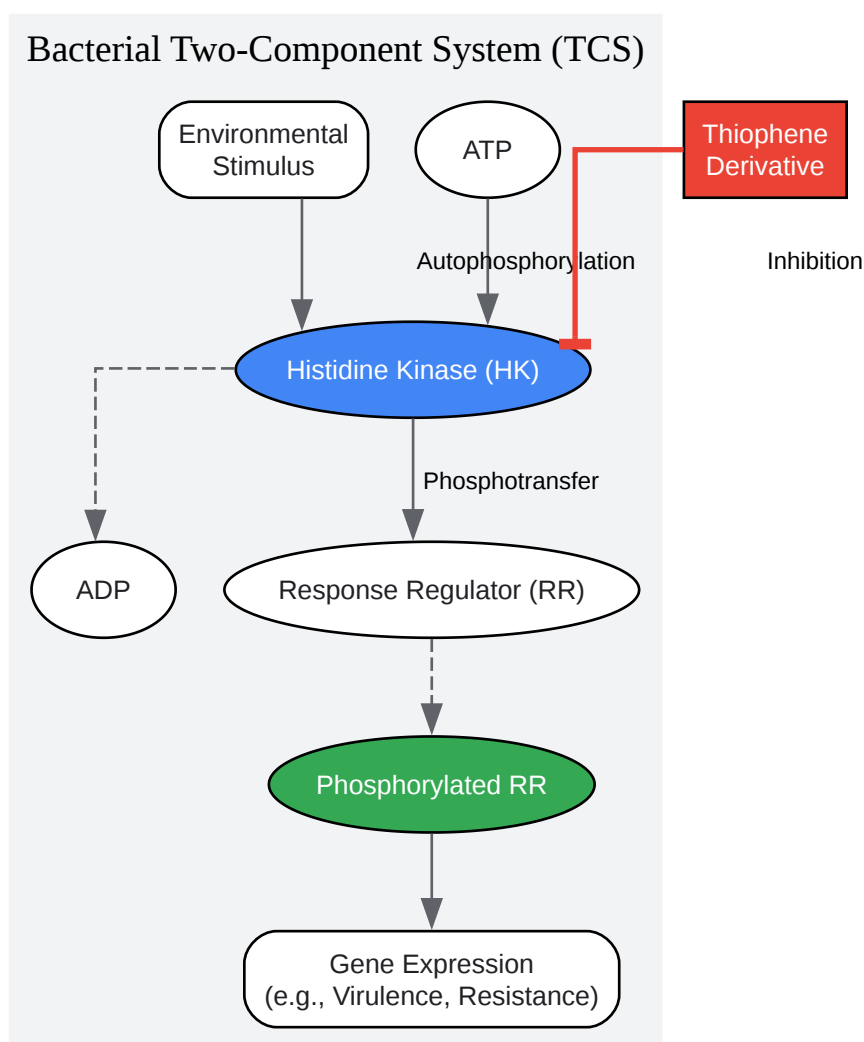 Bacterial Two-Component System (TCS)
Environmental
Stimulus
ATP
Thiophene
Derivative
Autophosphorylation
Inhibition
Histidine Kinase (HK)
Phosphotransfer
ADP
Response Regulator (RR)
Phosphorylated RR
Gene Expression
(e.g., Virulence, Resistance)